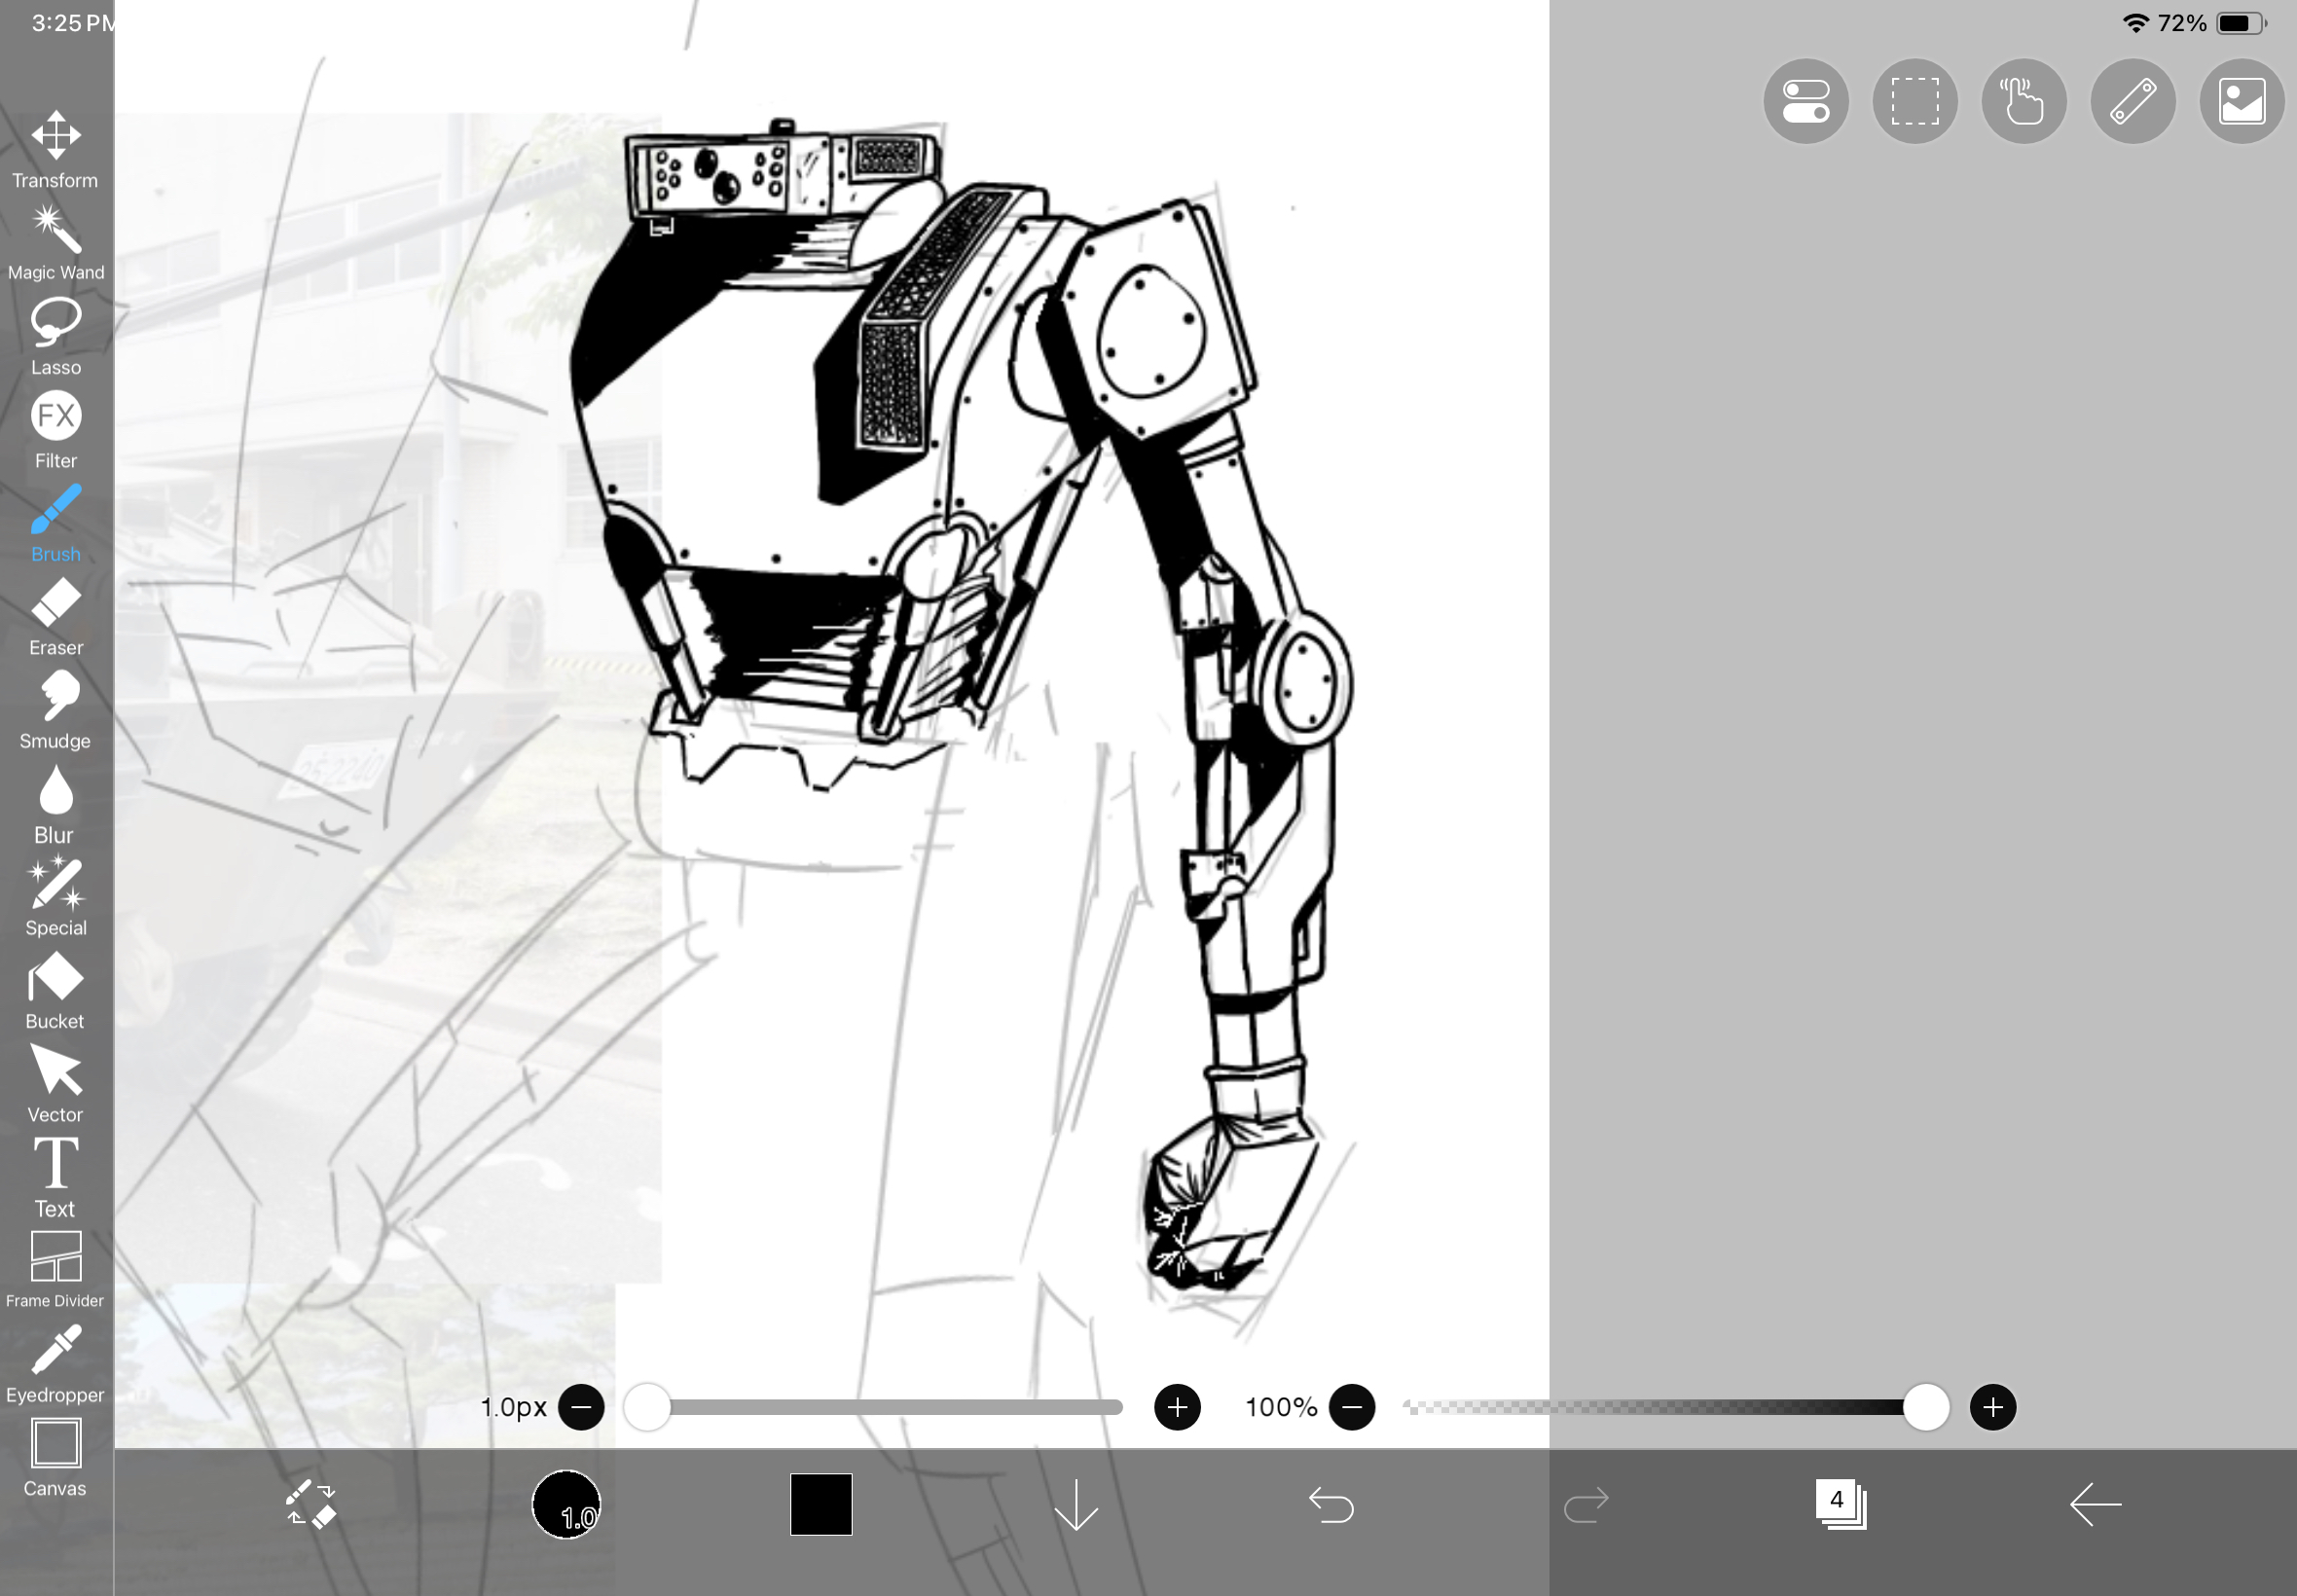 3:25 PM
72%
Transform
Magic Wand
Lasso
FX
Filter
Brush
Eraser
Smudge
Blur
Special
Bucket
Vector
T
Text
Frame Divider
Eyedropper
Canvas
1.0px
100%
1.0
4